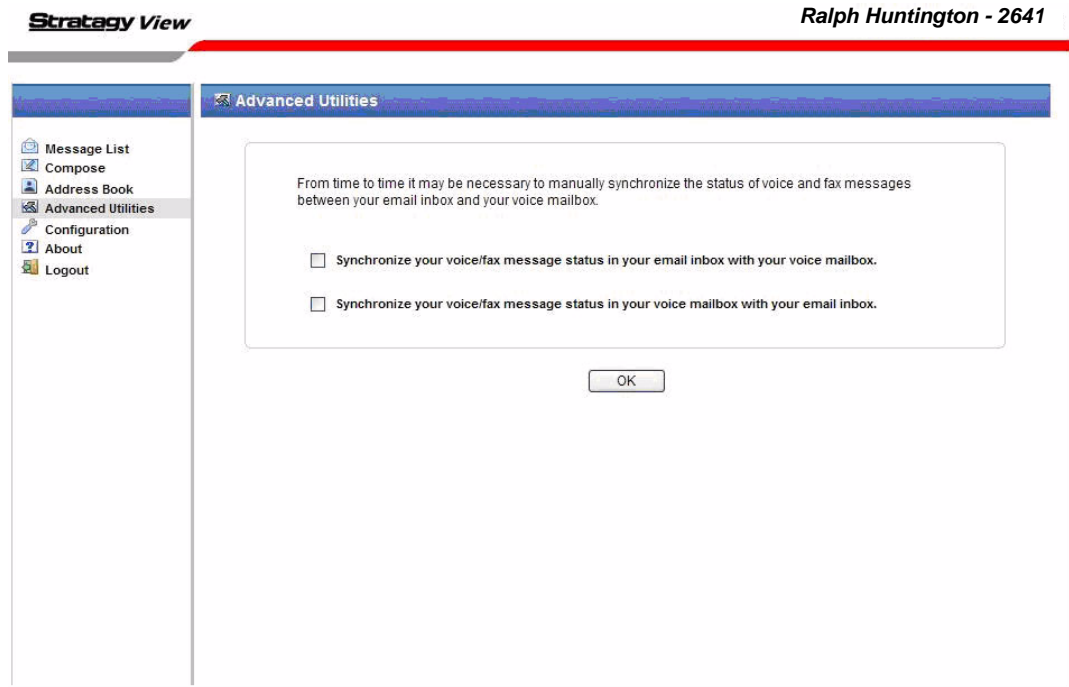 Stratagy View
Ralph Huntington - 2641
Advanced Utilities
Message List
Compose
Address Book
Advanced Utilities
Configuration
About
Logout
From time to time it may be necessary to manually synchronize the status of voice and fax messages
between your email inbox and your voice mailbox.
Synchronize your voice/fax message status in your email inbox with your voice mailbox.
Synchronize your voice/fax message status in your voice mailbox with your email inbox.
OK